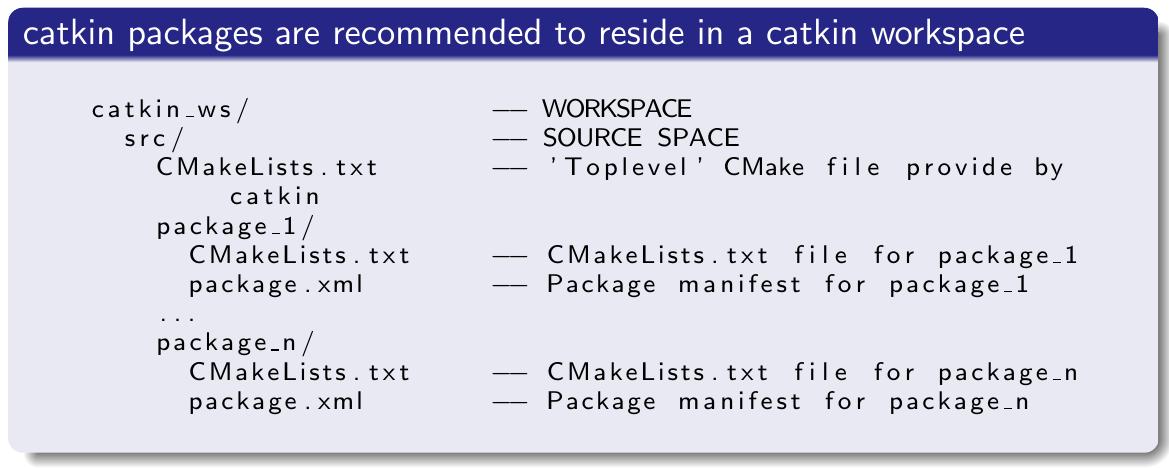 catkin packages are recommended to reside in a catkin workspace
catkin_ws/ -- WORKSPACE
src/ -- SOURCE SPACE
CMakeLists.txt -- 'Toplevel' CMake file provide by
catkin
package_1/
CMakeLists.txt -- CMakeLists.txt file for package_1
package.xml -- Package manifest for package_1
...
package_n/
CMakeLists.txt -- CMakeLists.txt file for package_n
package.xml -- Package manifest for package_n